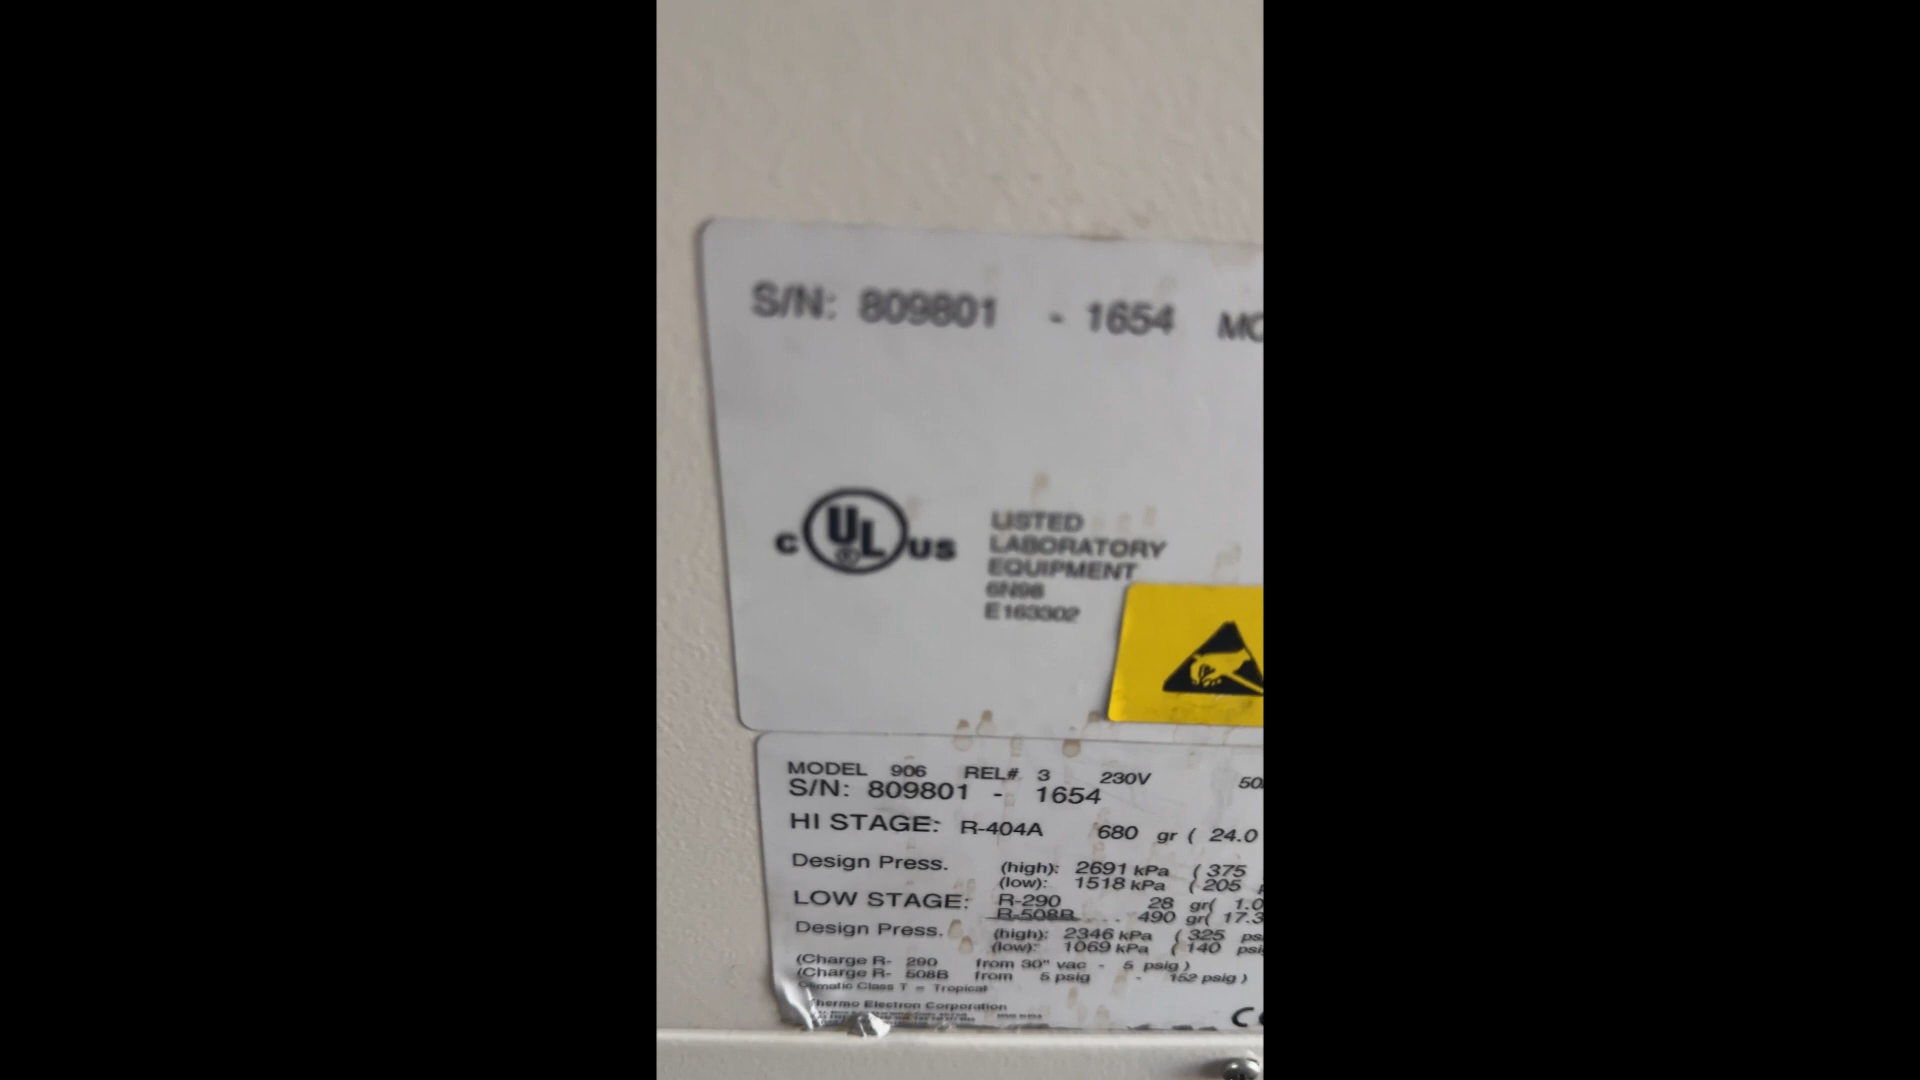 S/N: 809801 - 1654 MO
c UL ® US
LISTED
LABORATORY
EQUIPMENT
6N98
E163302
MODEL 906 REL# 3 230V 50
S/N: 809801 - 1654
HI STAGE: R-404A 680 gr ( 24.0
Design Press. (high): 2691 kPa ( 375
(low): 1518 kPa ( 205
LOW STAGE: R-290 28 gr( 1.0
R-508B 490 gr( 17.3
Design Press. (high): 2346 kPa ( 325 psi
(low): 1069 kPa ( 140 psi
(Charge R- 290 from 30" vac - 5 psig )
(Charge R- 508B from 5 psig - 152 psig )
Climatic Class T = Tropical
Thermo Electron Corporation